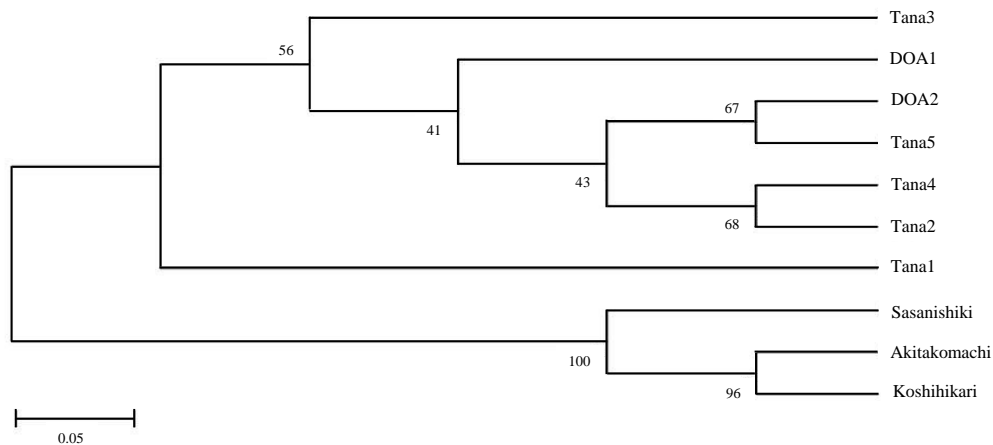 Tana3
56
DOA1
DOA2
67
41
Tana5
43
Tana4
68
Tana2
Tana1
Sasanishiki
100
Akitakomachi
96
Koshihikari
0.05